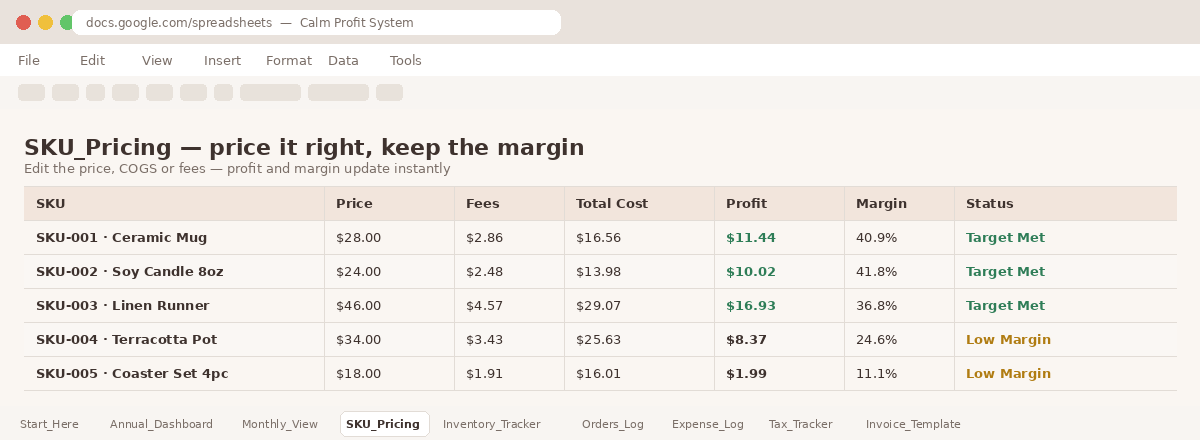 docs.google.com/spreadsheets — Calm Profit System
File Edit View Insert Format Data Tools
SKU_Pricing — price it right, keep the margin
Edit the price, COGS or fees — profit and margin update instantly
SKU Price Fees Total Cost Profit Margin Status
SKU-001 · Ceramic Mug $28.00 $2.86 $16.56 $11.44 40.9% Target Met
SKU-002 · Soy Candle 8oz $24.00 $2.48 $13.98 $10.02 41.8% Target Met
SKU-003 · Linen Runner $46.00 $4.57 $29.07 $16.93 36.8% Target Met
SKU-004 · Terracotta Pot $34.00 $3.43 $25.63 $8.37 24.6% Low Margin
SKU-005 · Coaster Set 4pc $18.00 $1.91 $16.01 $1.99 11.1% Low Margin
Start_Here Annual_Dashboard Monthly_View SKU_Pricing Inventory_Tracker Orders_Log Expense_Log Tax_Tracker Invoice_Template